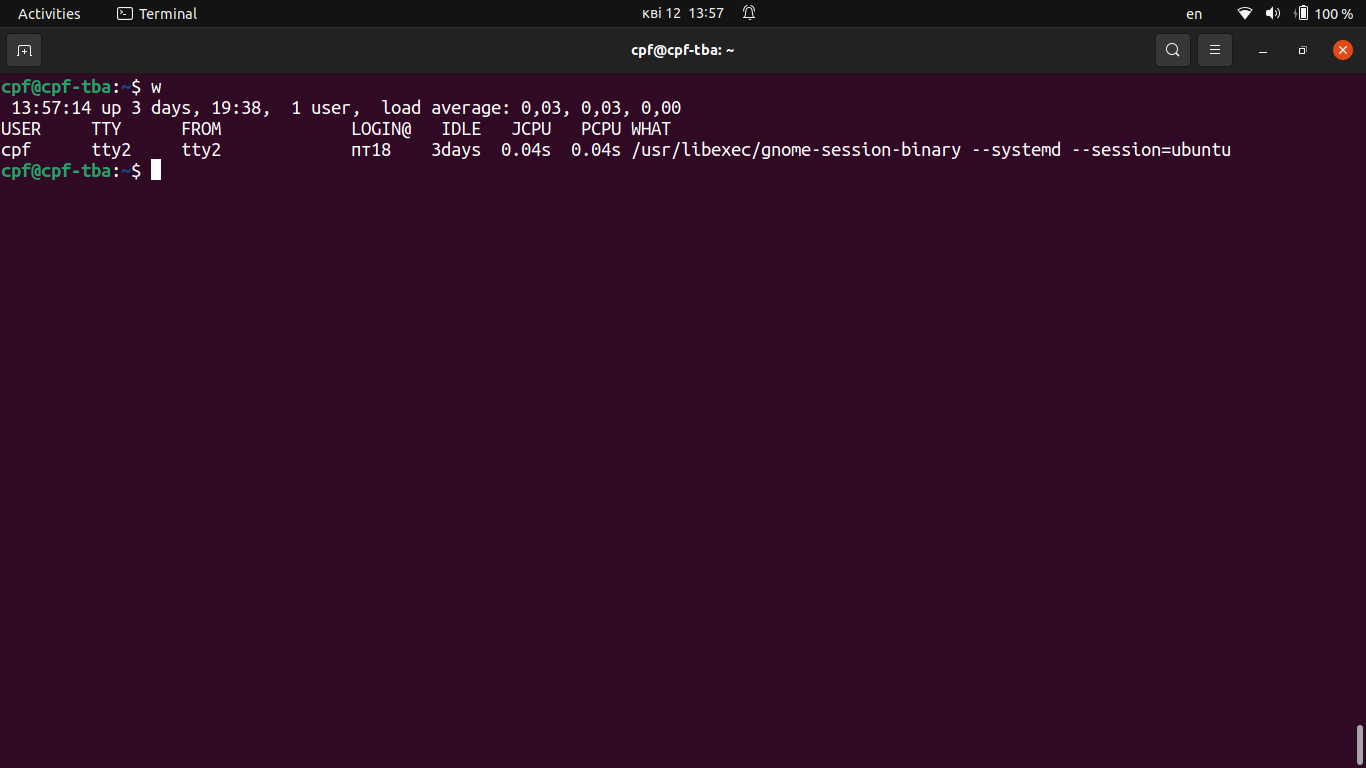 Activities Terminal кві 12 13:57 en 100 %
cpf@cpf-tba: ~
cpf@cpf-tba:~$ w
 13:57:14 up 3 days, 19:38,  1 user,  load average: 0,03, 0,03, 0,00
USER     TTY      FROM             LOGIN@   IDLE   JCPU   PCPU WHAT
cpf      tty2     tty2             пт18    3days  0.04s  0.04s /usr/libexec/gnome-session-binary --systemd --session=ubuntu
cpf@cpf-tba:~$